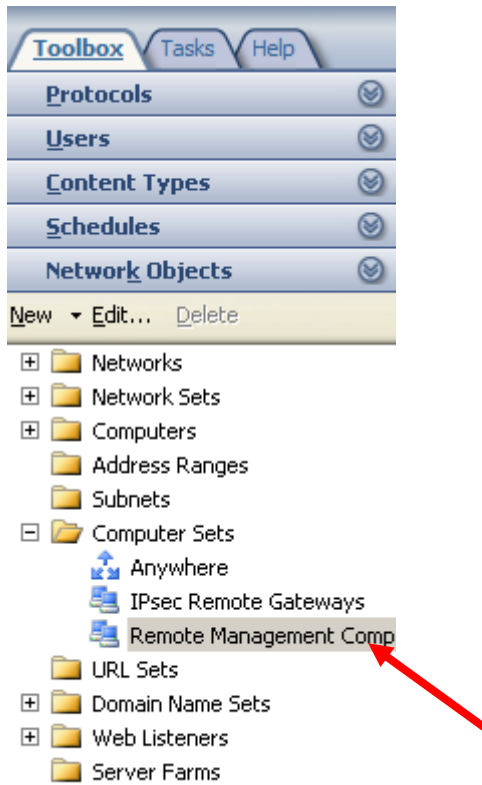 Toolbox Tasks Help
Protocols
Users
Content Types
Schedules
Network Objects
New Edit... Delete
Networks
Network Sets
Computers
Address Ranges
Subnets
Computer Sets
Anywhere
IPsec Remote Gateways
Remote Management Comp
URL Sets
Domain Name Sets
Web Listeners
Server Farms